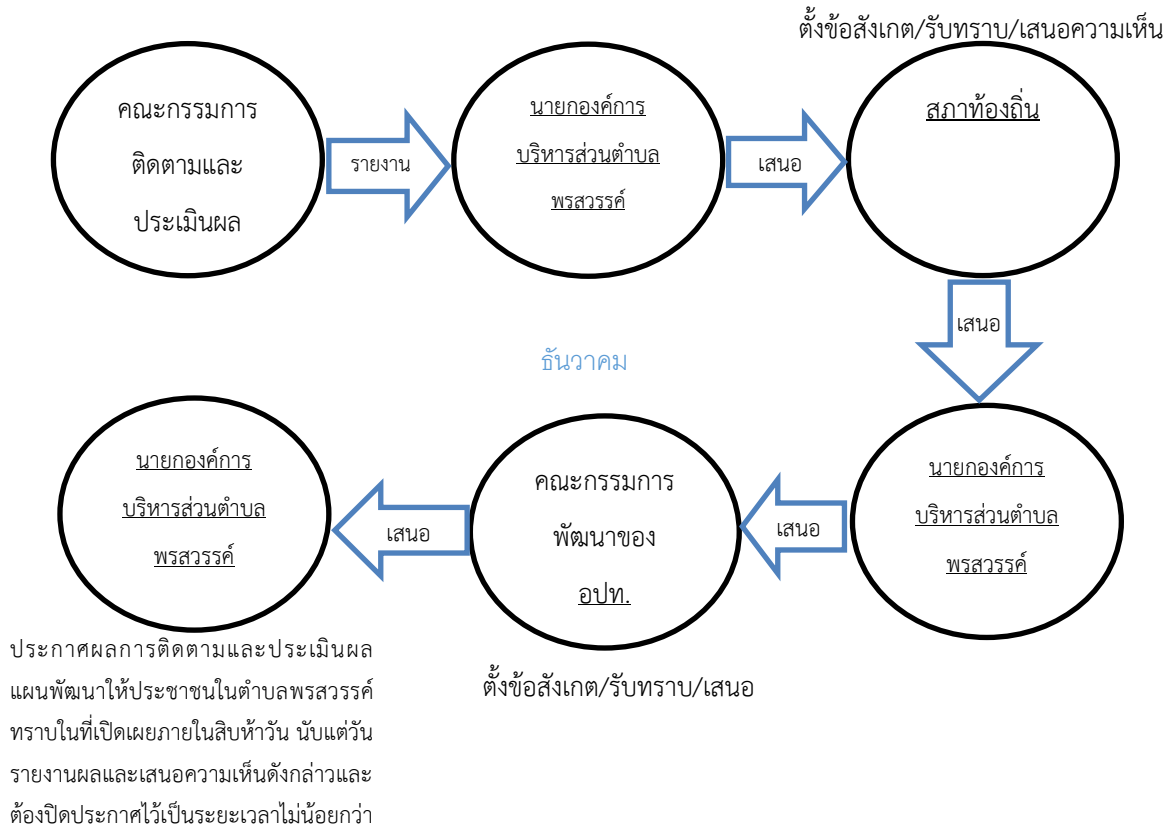 ตั้งข้อสังเกต/รับทราบ/เสนอความเห็น
คณะกรรมการ
ติดตามและ
ประเมินผล
รายงาน
นายกองค์การ
บริหารส่วนตำบล
พรสวรรค์
เสนอ
สภาท้องถิ่น
เสนอ
ธันวาคม
นายกองค์การ
บริหารส่วนตำบล
พรสวรรค์
เสนอ
คณะกรรมการ
พัฒนาของ
อปท.
ตั้งข้อสังเกต/รับทราบ/เสนอ
เสนอ
นายกองค์การ
บริหารส่วนตำบล
พรสวรรค์
ประกาศผลการติดตามและประเมินผล
แผนพัฒนาให้ประชาชนในตำบลพรสวรรค์
ทราบในที่เปิดเผยภายในสิบห้าวัน นับแต่วัน
รายงานผลและเสนอความเห็นดังกล่าวและ
ต้องปิดประกาศไว้เป็นระยะเวลาไม่น้อยกว่า